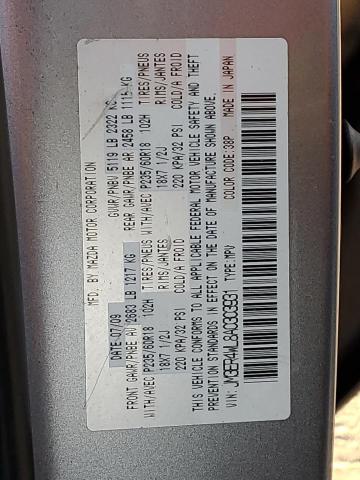 MFD. BY MAZDA MOTOR CORPORATION
DATE: 07/09 GVWR/PNBV 5119 LB 2322 KG
FRONT GAWR/PNBE AV 2683 LB 1217 KG REAR GAWR/PNBE AR 2458 LB 1115 KG
WITH/AVEC P235/60R18 102H TIRES/PNEUS WITH/AVEC P235/60R18 102H TIRES/PNEUS
18X7 1/2J RIMS/JANTES 18X7 1/2J RIMS/JANTES
220 KPA/32 PSI COLD/A FROID 220 KPA/32 PSI COLD/A FROID
THIS VEHICLE CONFORMS TO ALL APPLICABLE FEDERAL MOTOR VEHICLE SAFETY AND THEFT
PREVENTION STANDARDS IN EFFECT ON THE DATE OF MANUFACTURE SHOWN ABOVE.
VIN: TYPE: MPV COLOR CODE: 38P MADE IN JAPAN